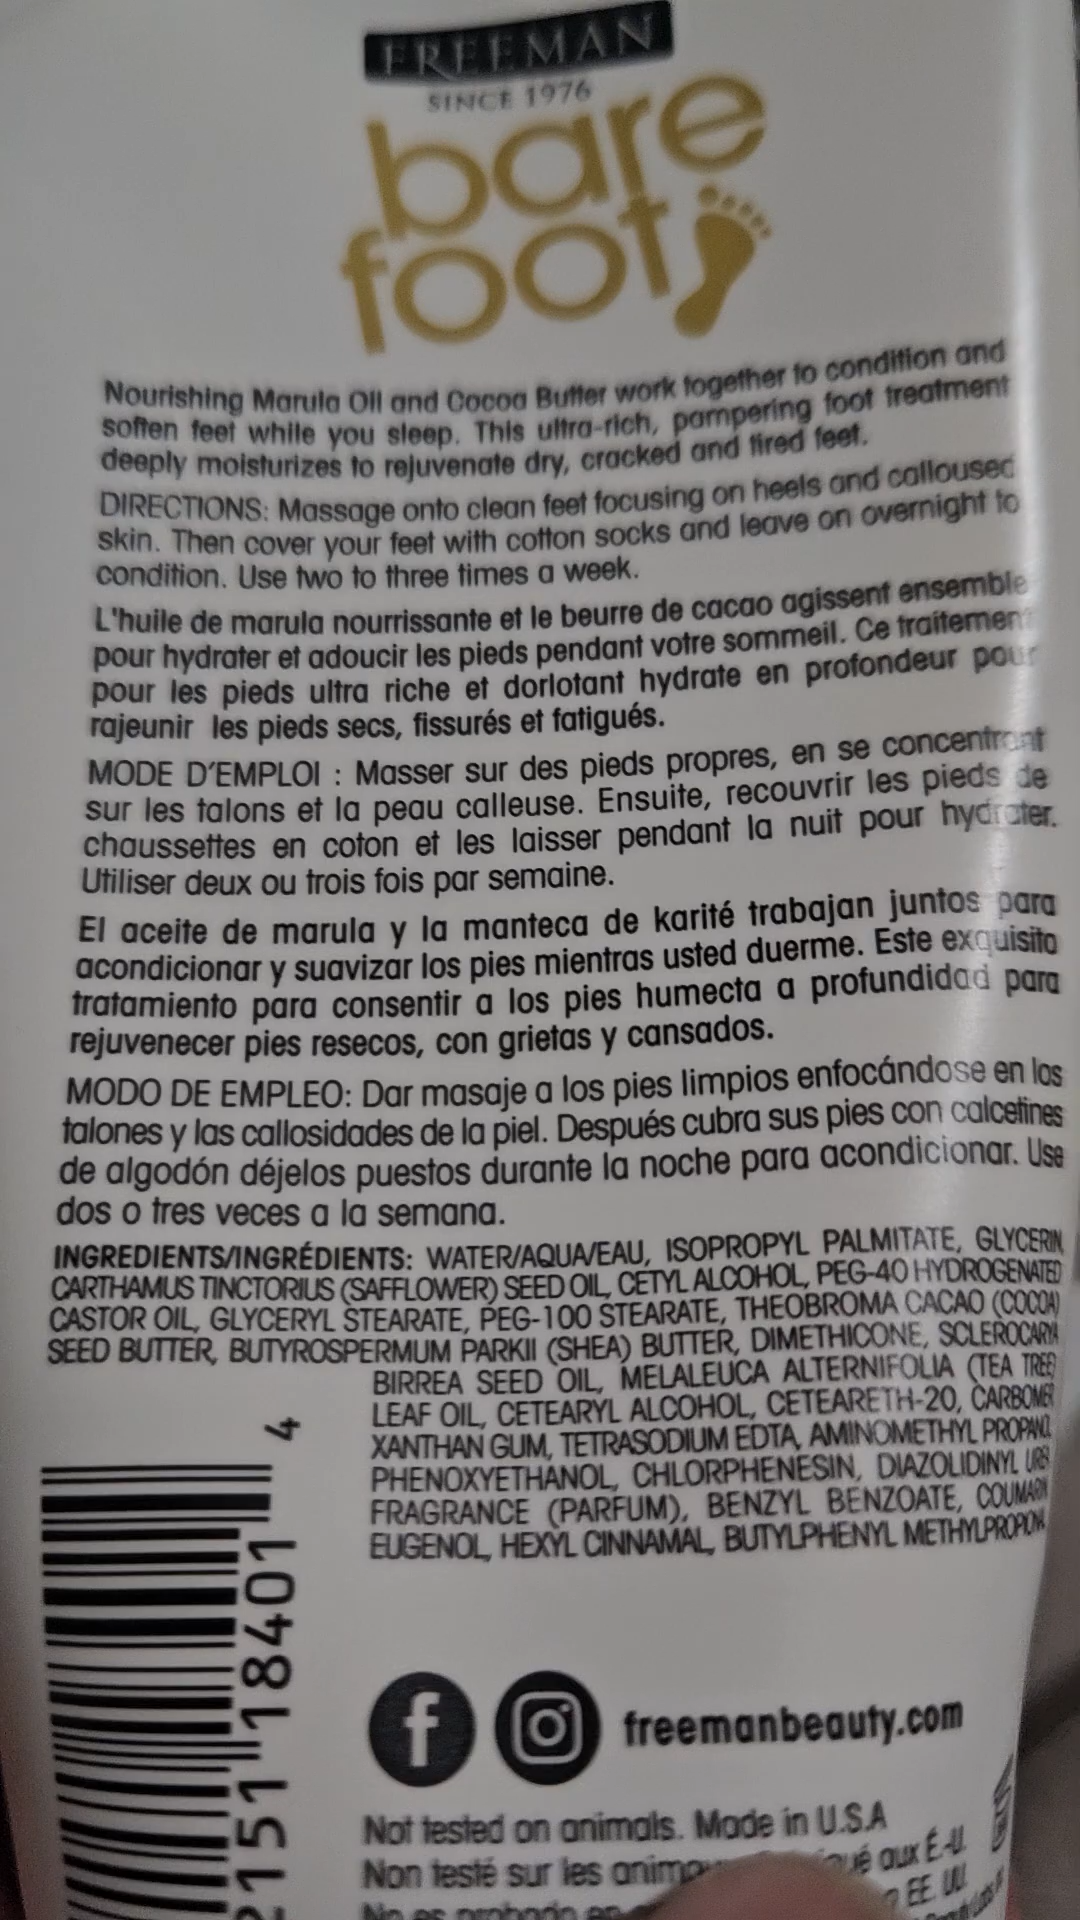 FREEMAN
SINCE 1976
bare
foot
Nourishing Marula Oil and Cocoa Butter work together to condition and
soften feet while you sleep. This ultra-rich, pampering foot treatment
deeply moisturizes to rejuvenate dry, cracked and tired feet.
DIRECTIONS: Massage onto clean feet focusing on heels and calloused
skin. Then cover your feet with cotton socks and leave on overnight to
condition. Use two to three times a week.
L'huile de marula nourrissante et le beurre de cacao agissent ensemble
pour hydrater et adoucir les pieds pendant votre sommeil. Ce traitement
pour les pieds ultra riche et dorlotant hydrate en profondeur pour
rajeunir les pieds secs, fissurés et fatigués.
MODE D'EMPLOI : Masser sur des pieds propres, en se concentrant
sur les talons et la peau calleuse. Ensuite, recouvrir les pieds de
chaussettes en coton et les laisser pendant la nuit pour hydrater.
Utiliser deux ou trois fois par semaine.
El aceite de marula y la manteca de karité trabajan juntos para
acondicionar y suavizar los pies mientras usted duerme. Este exquisito
tratamiento para consentir a los pies humecta a profundidad para
rejuvenecer pies resecos, con grietas y cansados.
MODO DE EMPLEO: Dar masaje a los pies limpios enfocándose en los
talones y las callosidades de la piel. Después cubra sus pies con calcetines
de algodón déjelos puestos durante la noche para acondicionar. Use
dos o tres veces a la semana.
INGREDIENTS/INGRÉDIENTS: WATER/AQUA/EAU, ISOPROPYL PALMITATE, GLYCERIN,
CARTHAMUS TINCTORIUS (SAFFLOWER) SEED OIL, CETYL ALCOHOL, PEG-40 HYDROGENATED
CASTOR OIL, GLYCERYL STEARATE, PEG-100 STEARATE, THEOBROMA CACAO (COCOA)
SEED BUTTER, BUTYROSPERMUM PARKII (SHEA) BUTTER, DIMETHICONE, SCLEROCARYA
BIRREA SEED OIL, MELALEUCA ALTERNIFOLIA (TEA TREE)
LEAF OIL, CETEARYL ALCOHOL, CETEARETH-20, CARBOMER
XANTHAN GUM, TETRASODIUM EDTA, AMINOMETHYL
PHENOXYETHANOL, CHLORPHENESIN, DIAZOLIDINYL
FRAGRANCE (PARFUM), BENZYL BENZOATE,
EUGENOL, HEXYL CINNAMAL, BUTYLPHENYL
2151 18401 4
freemanbeauty.com
Not tested on animals. Made in U.S.A
Non testé sur les aux É.-U.
No es probado en EE. UU.